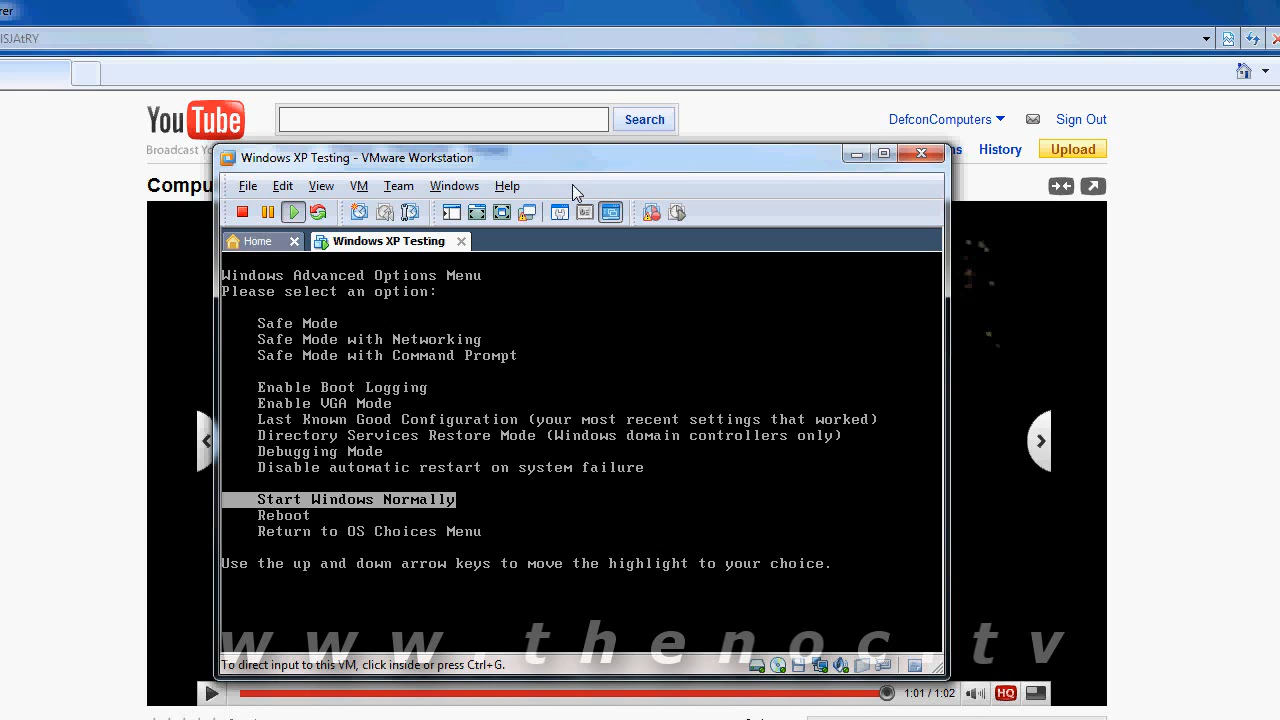 rer
ISJAtRY
YouTube
Search
DefconComputers
Sign Out
Broadcast Yo
History
Upload
Windows XP Testing - VMware Workstation
Compu
File Edit View VM Team Windows Help
Home
Windows XP Testing
Windows Advanced Options Menu
Please select an option:
Safe Mode
Safe Mode with Networking
Safe Mode with Command Prompt
Enable Boot Logging
Enable VGA Mode
Last Known Good Configuration (your most recent settings that worked)
Directory Services Restore Mode (Windows domain controllers only)
Debugging Mode
Disable automatic restart on system failure
Start Windows Normally
Reboot
Return to OS Choices Menu
Use the up and down arrow keys to move the highlight to your choice.
www.thenoc.tv
To direct input to this VM, click inside or press Ctrl+G.
1:01 / 1:02
HQ